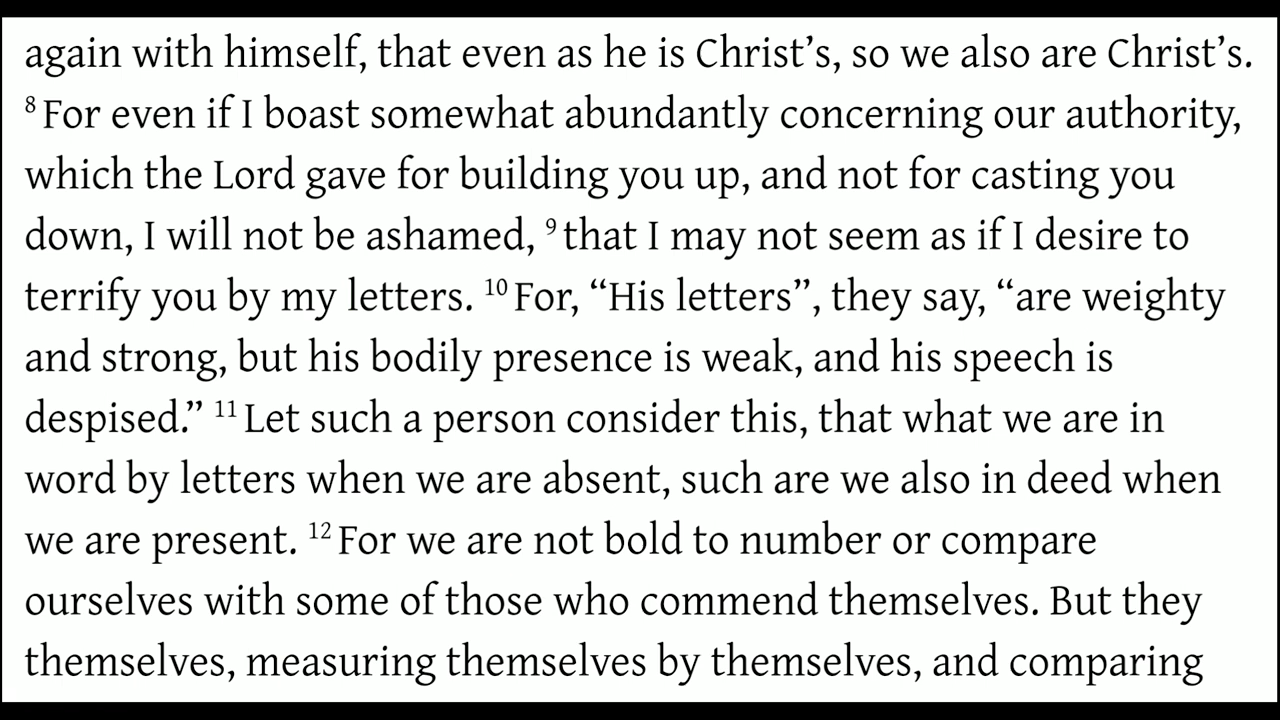 again with himself, that even as he is Christ’s, so we also are Christ’s.
⁸ For even if I boast somewhat abundantly concerning our authority,
which the Lord gave for building you up, and not for casting you
down, I will not be ashamed, ⁹ that I may not seem as if I desire to
terrify you by my letters. ¹⁰ For, “His letters”, they say, “are weighty
and strong, but his bodily presence is weak, and his speech is
despised.” ¹¹ Let such a person consider this, that what we are in
word by letters when we are absent, such are we also in deed when
we are present. ¹² For we are not bold to number or compare
ourselves with some of those who commend themselves. But they
themselves, measuring themselves by themselves, and comparing